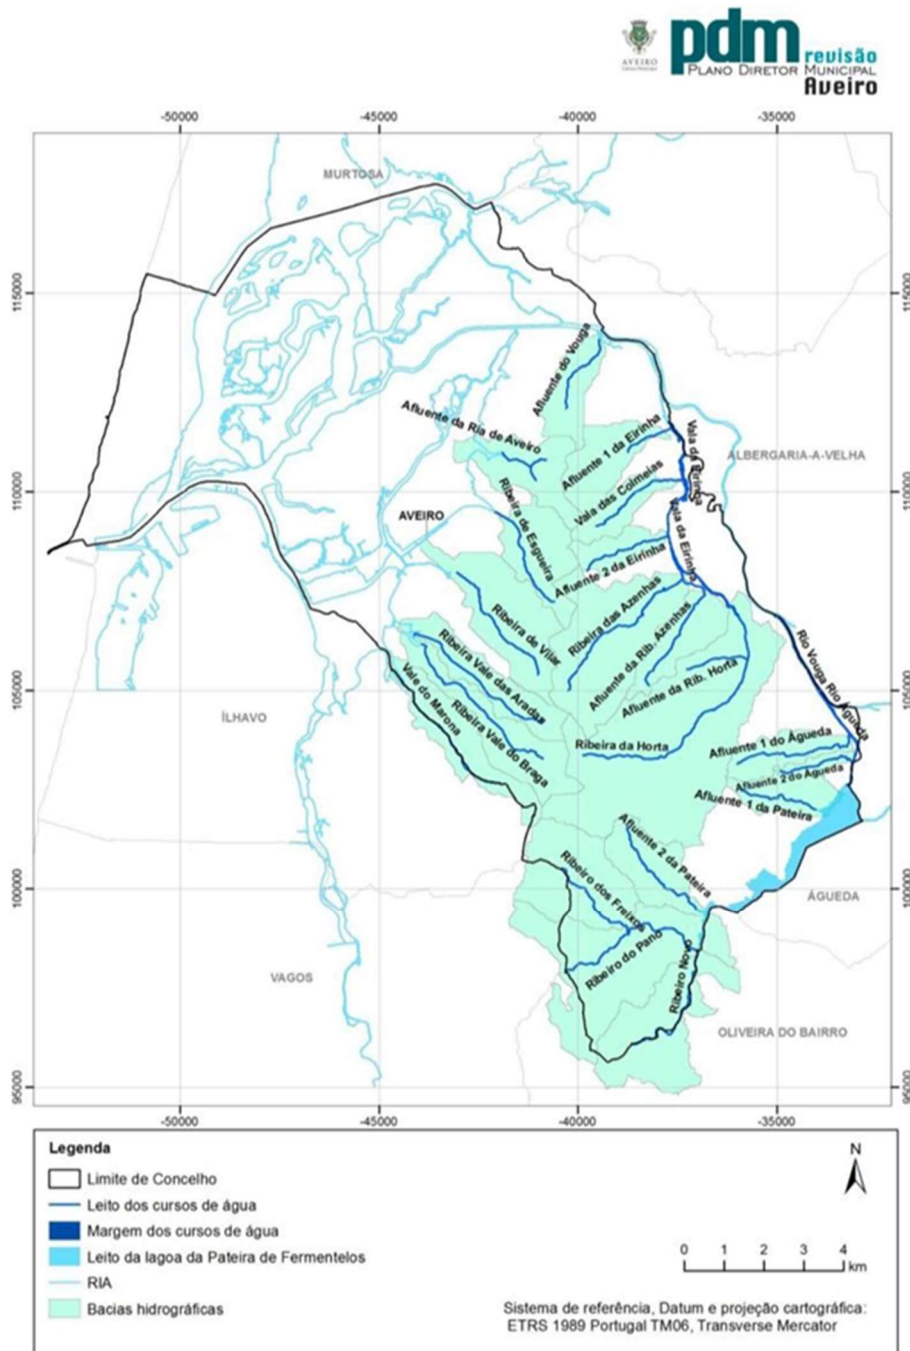 AVEIRO
pdm
revisão
PLANO DIRETOR MUNICIPAL
Aveiro
-50000
-45000
-40000
-35000
MURTOSA
115000
115000
Afluente do Vouga
Afluente da Ria de Aveiro
Afluente 1 da Eirinha
Vala da Eirinha
ALBERGARIA-A-VELHA
Vala das Colmeias
110000
110000
AVEIRO
Ribeira de Esgueira
Vala da Eirinha
Afluente 2 da Eirinha
Ribeira das Azenhas
Ribeira de Vilar
Afluente da Rib. Azenhas
Rio Vouga Rio Águeda
Ribeira Vale das Aradas
Afluente da Rib. Horta
105000
105000
Vale do Marona
ÍLHAVO
Ribeira Vale do Braga
Ribeira da Horta
Afluente 1 do Águeda
Afluente 2 do Águeda
Afluente 1 da Pateira
Afluente 2 da Pateira
100000
100000
Ribeiro dos Freixos
ÁGUEDA
Ribeiro do Pano
VAGOS
Ribeiro Novo
OLIVEIRA DO BAIRRO
95000
95000
-50000
-45000
-40000
-35000
Legenda
Limite de Concelho
Leito dos cursos de água
Margem dos cursos de água
Leito da lagoa da Pateira de Fermentelos
RIA
Bacias hidrográficas
N
0 1 2 3 4
km
Sistema de referência, Datum e projeção cartográfica:
ETRS 1989 Portugal TM06, Transverse Mercator